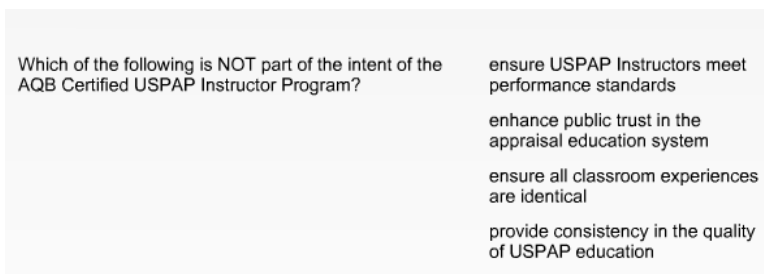 Which of the following is NOT part of the intent of the
AQB Certified USPAP Instructor Program?
ensure USPAP Instructors meet
performance standards
enhance public trust in the
appraisal education system
ensure all classroom experiences
are identical
provide consistency in the quality
of USPAP education